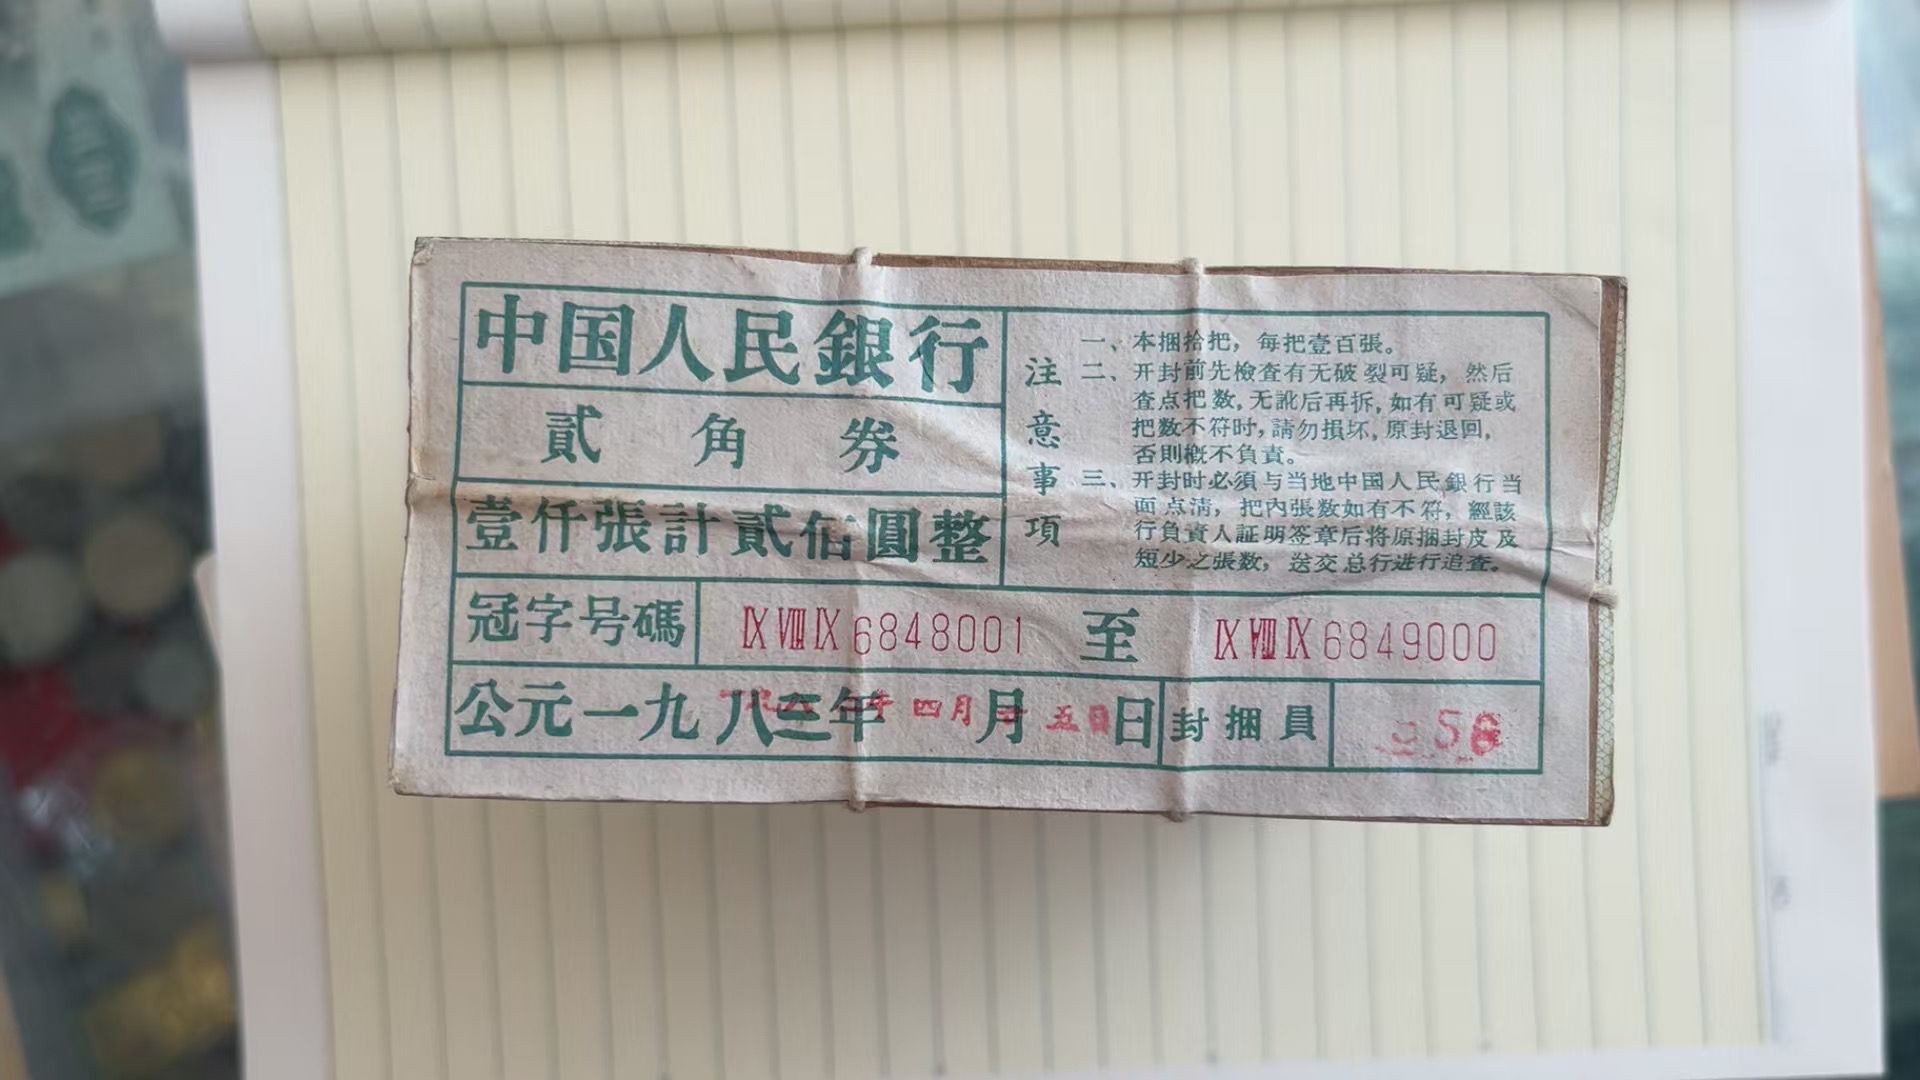 中国人民銀行
貳角券
壹仟張計貳佰圓整
注意事項
一、本捆拾把，每把壹百張。
二、开封前先檢查有无破裂可疑，然后
查点把数，无訛后再拆，如有可疑或
把数不符时，請勿損坏，原封退回，
否則概不負責。
三、开封时必須与当地中国人民銀行当
面点淸，把內張数如有不符，經該
行負責人証明签章后将原捆封皮及
短少之張数，送交总行进行追查。
冠字号碼 ⅨⅧⅨ6848001 至 ⅨⅧⅨ6849000
公元一九八三年 四月 月 五日 日 封捆員 56